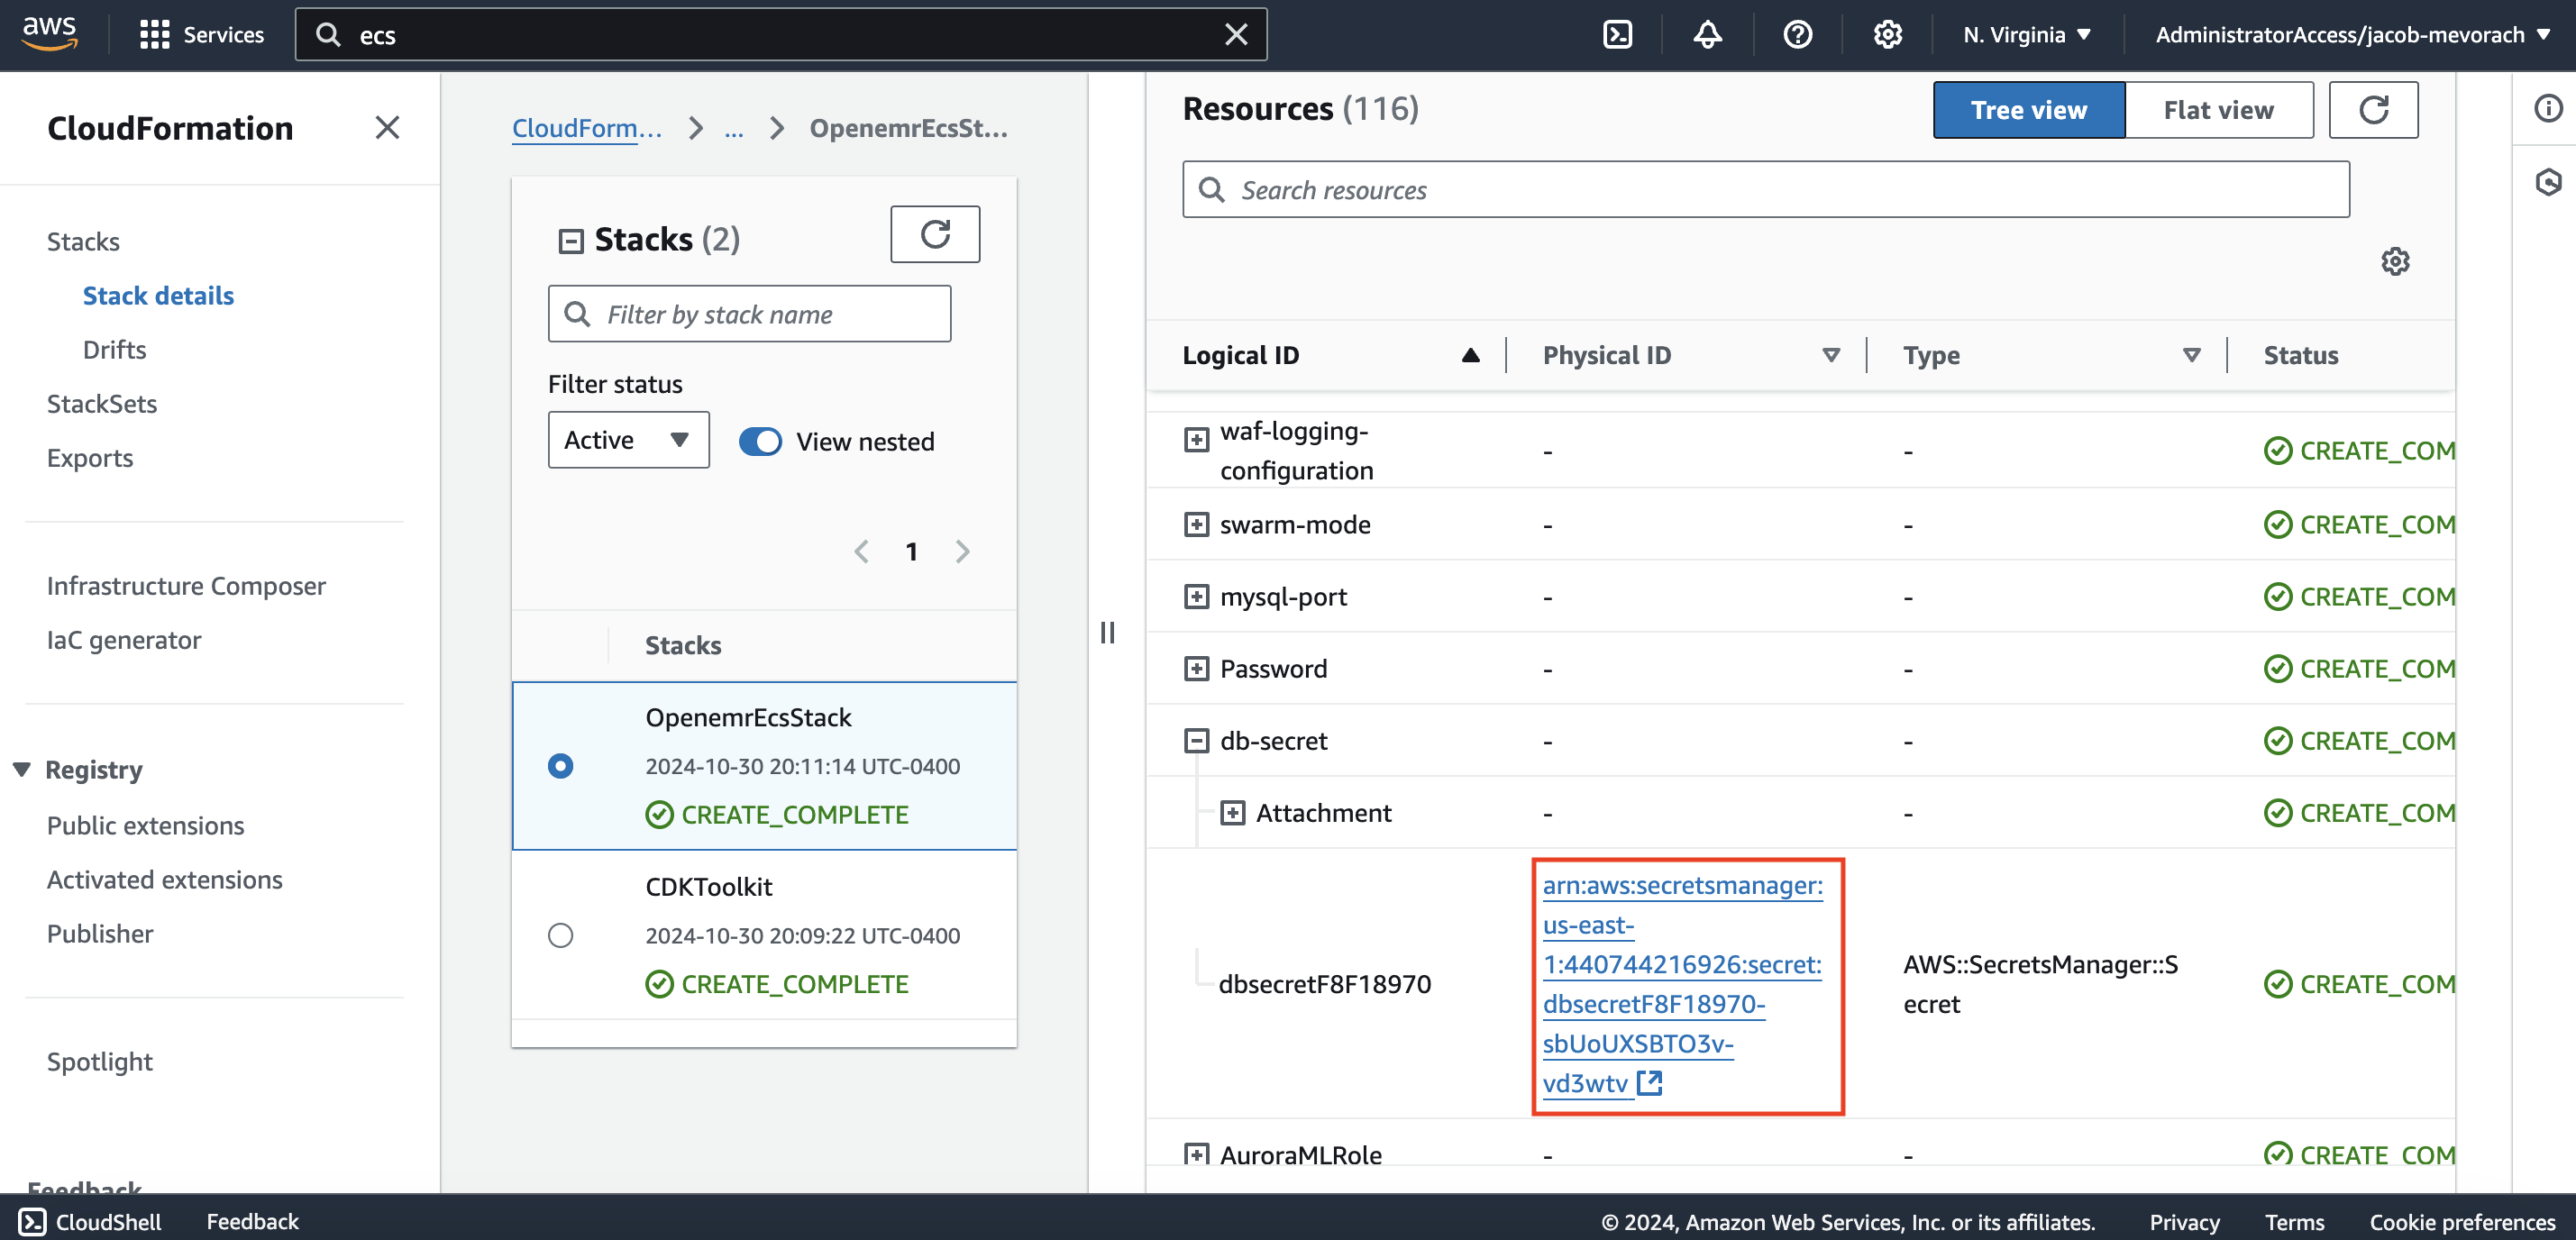 aws
Services
ecs
N. Virginia
AdministratorAccess/jacob-mevorach
CloudFormation
Stacks
Stack details
Drifts
StackSets
Exports
Infrastructure Composer
IaC generator
Registry
Public extensions
Activated extensions
Publisher
Spotlight
Feedback
CloudForm...
...
OpenemrEcsSt...
Stacks (2)
Filter by stack name
Filter status
Active
View nested
1
Stacks
OpenemrEcsStack
2024-10-30 20:11:14 UTC-0400
CREATE_COMPLETE
CDKToolkit
2024-10-30 20:09:22 UTC-0400
CREATE_COMPLETE
Resources (116)
Tree view
Flat view
Search resources
Logical ID
Physical ID
Type
Status
waf-logging-
configuration
-
-
CREATE_COM
swarm-mode
-
-
CREATE_COM
mysql-port
-
-
CREATE_COM
Password
-
-
CREATE_COM
db-secret
-
-
CREATE_COM
Attachment
-
-
CREATE_COM
dbsecretF8F18970
arn:aws:secretsmanager:
us-east-
1:440744216926:secret:
dbsecretF8F18970-
sbUoUXSBTO3v-
vd3wtv
AWS::SecretsManager::S
ecret
CREATE_COM
AuroraMLRole
-
-
CREATE_COM
CloudShell
Feedback
© 2024, Amazon Web Services, Inc. or its affiliates.
Privacy
Terms
Cookie preferences